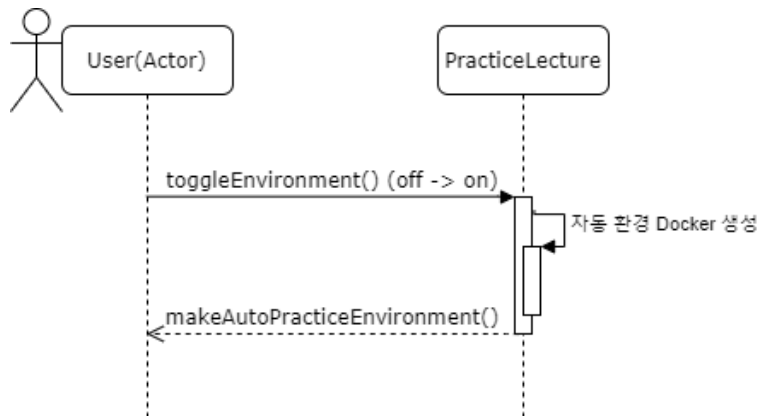 User(Actor)
PracticeLecture
toggleEnvironment() (off -> on)
자동 환경 Docker 생성
makeAutoPracticeEnvironment()